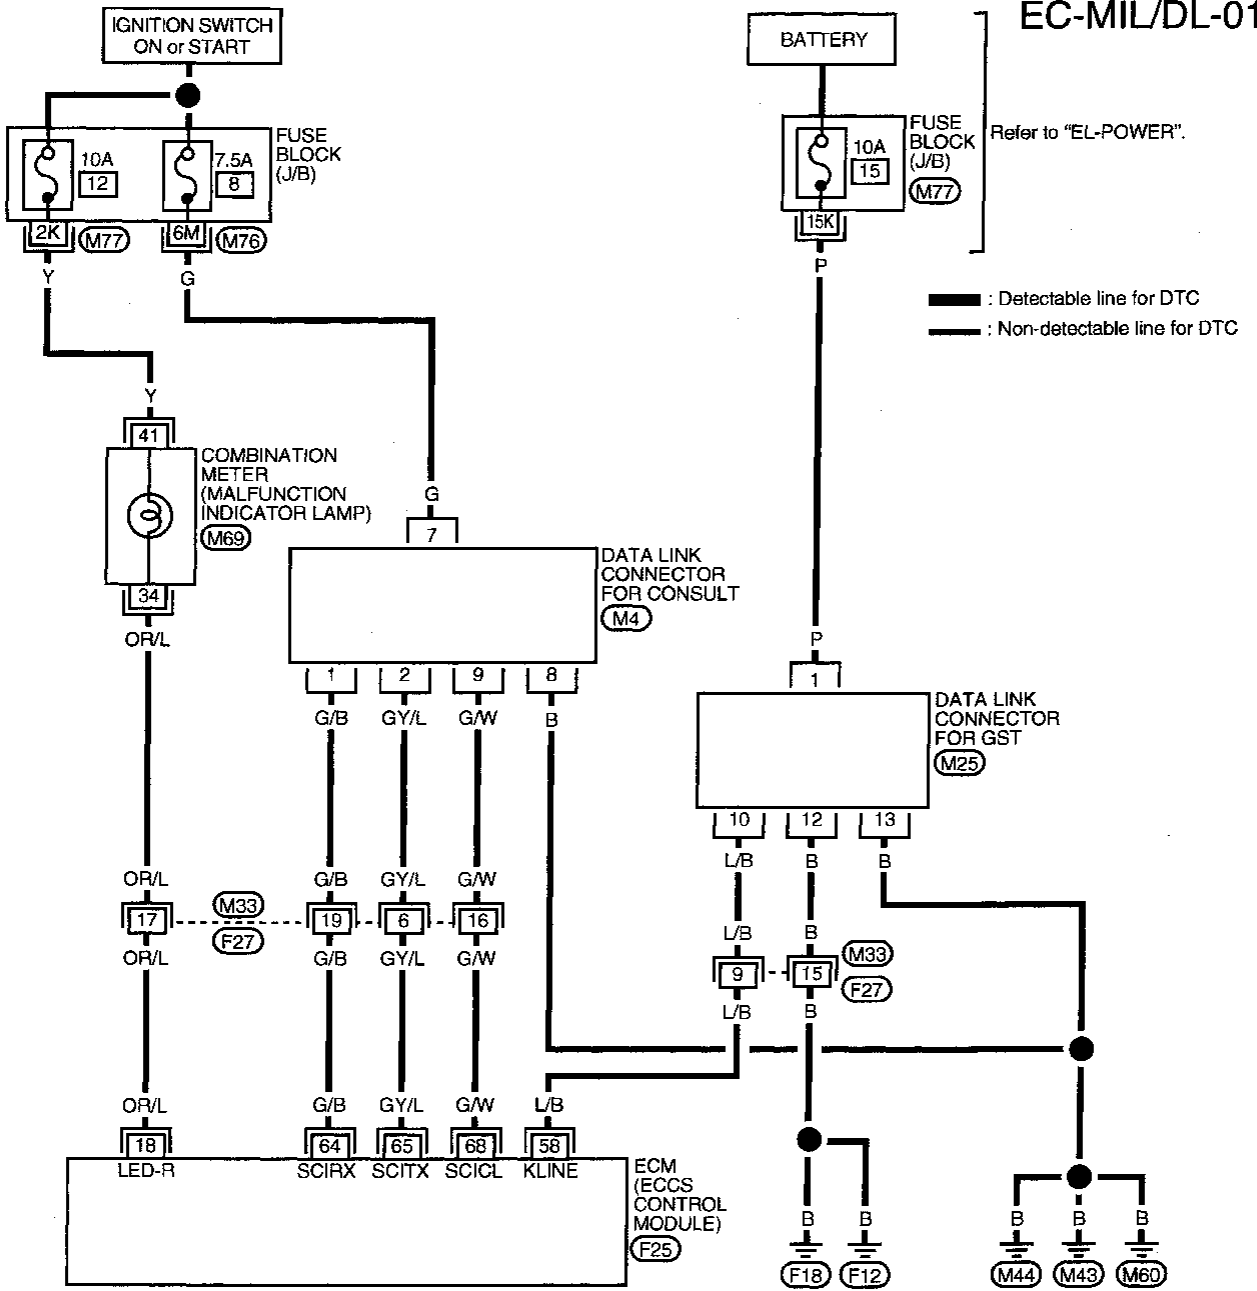 EC-MIL/DL-01
IGNITION SWITCH
ON or START
BATTERY
Refer to "EL-POWER".
10A
12
7.5A
8
FUSE
BLOCK
(J/B)
10A
15
FUSE
BLOCK
(J/B)
M77
2K
M77
6M
M76
15K
Y
G
P
: Detectable line for DTC
: Non-detectable line for DTC
Y
41
COMBINATION
METER
(MALFUNCTION
INDICATOR LAMP)
M69
34
OR/L
G
7
DATA LINK
CONNECTOR
FOR CONSULT
M4
1
2
9
8
G/B
GY/L
G/W
B
P
1
DATA LINK
CONNECTOR
FOR GST
M25
10
12
13
L/B
B
B
OR/L
G/B
GY/L
G/W
17
M33
F27
19
6
16
OR/L
G/B
GY/L
G/W
L/B
B
9
15
M33
F27
L/B
B
OR/L
G/B
GY/L
G/W
L/B
18
64
65
68
58
LED-R
SCIRX
SCITX
SCICL
KLINE
ECM
(ECCS
CONTROL
MODULE)
F25
B
B
B
B
B
F18
F12
M44
M43
M60